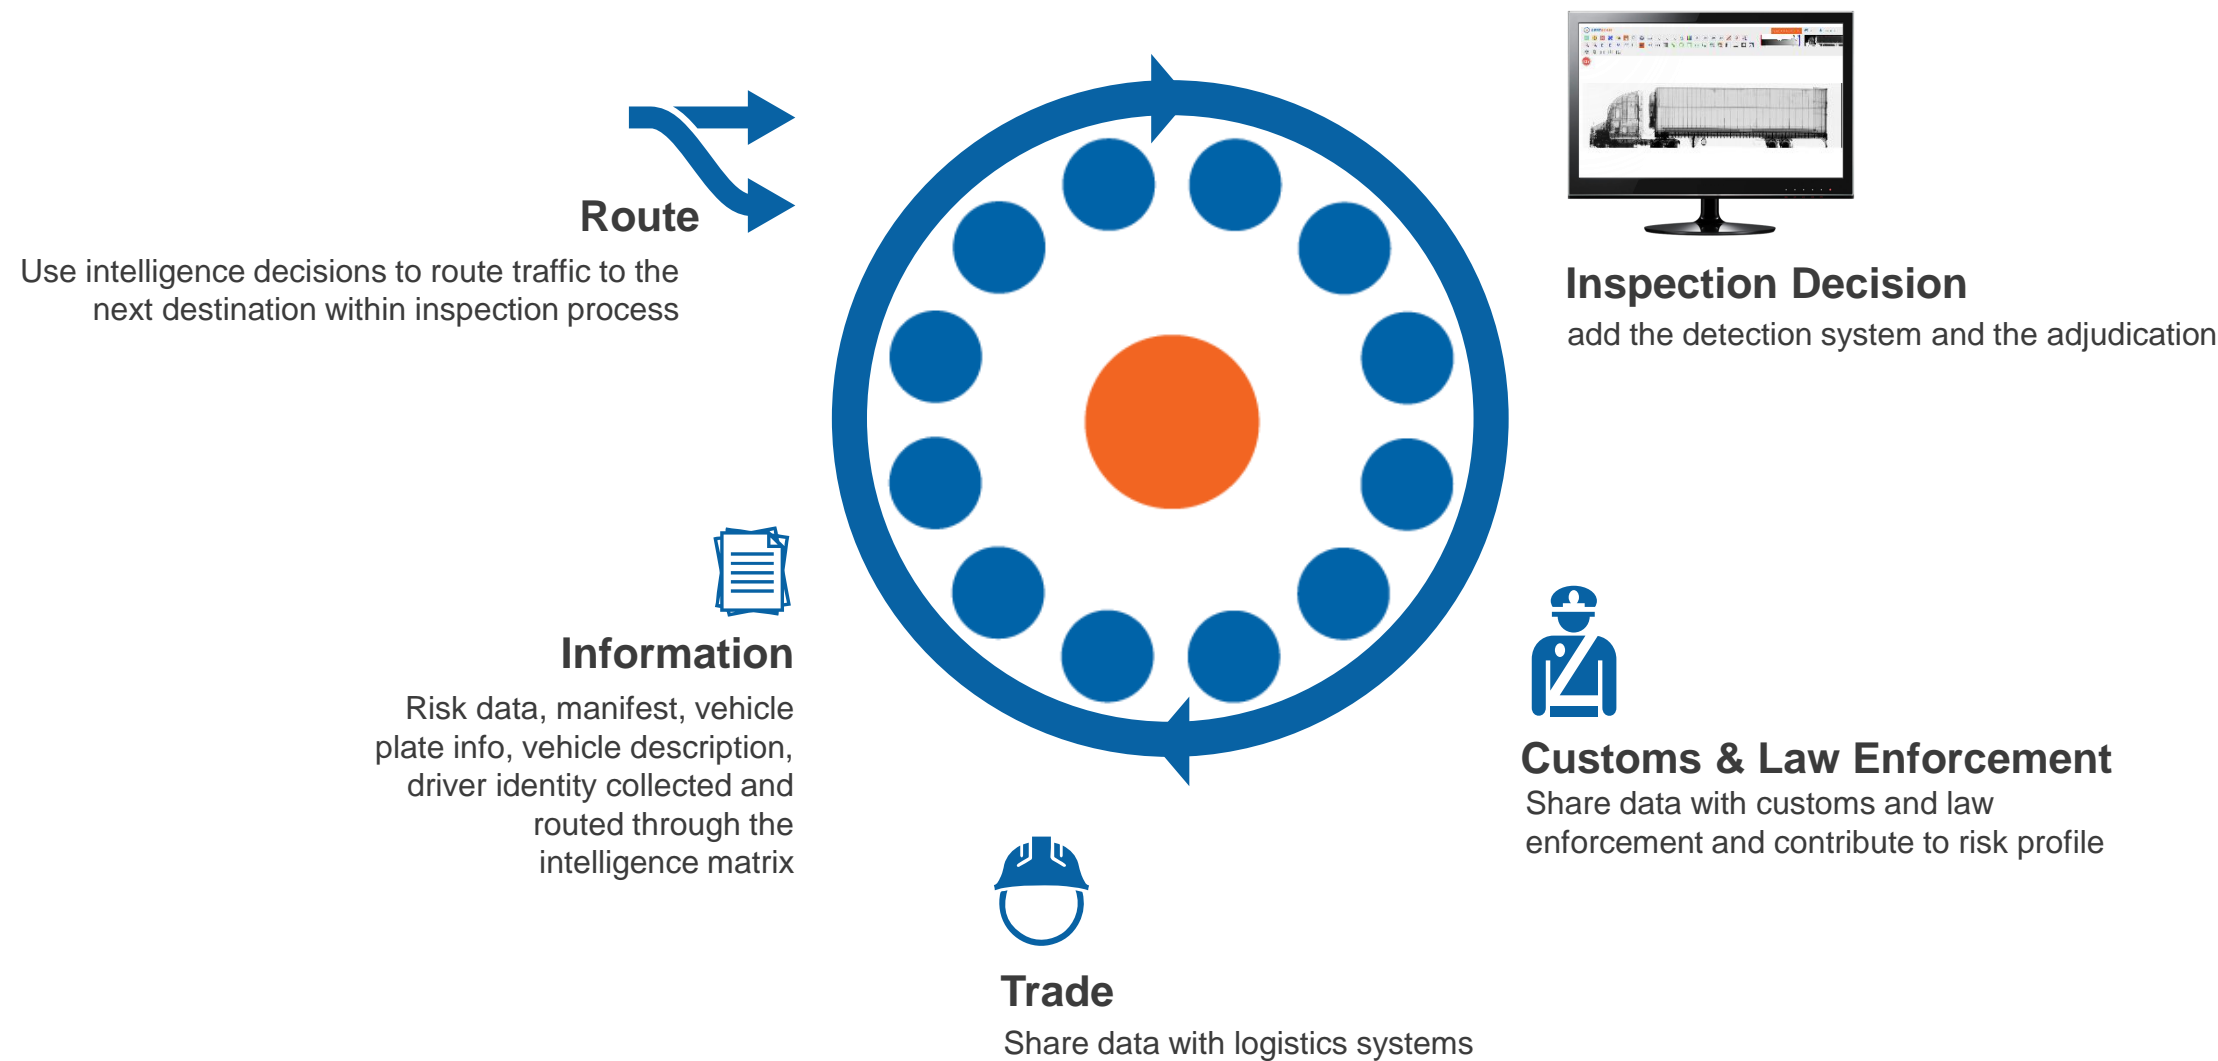 Route
Use intelligence decisions to route traffic to the
next destination within inspection process
Inspection Decision
add the detection system and the adjudication
Information
Risk data, manifest, vehicle
plate info, vehicle description,
driver identity collected and
routed through the
intelligence matrix
Customs & Law Enforcement
Share data with customs and law
enforcement and contribute to risk profile
Trade
Share data with logistics systems